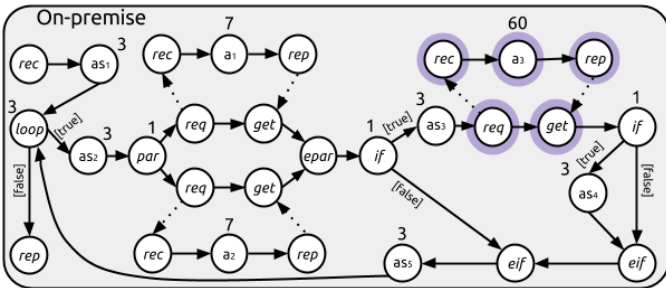 On-premise
7
60
rec
as₁
3
rec
a₁
rep
rec
a₃
rep
3
loop
[true]
[false]
as₂
3
par
1
req
get
req
get
epar
if
1
[true]
[false]
as₃
3
req
get
if
1
[true]
[false]
as₄
3
rep
rec
a₂
7
rep
as₅
3
eif
eif